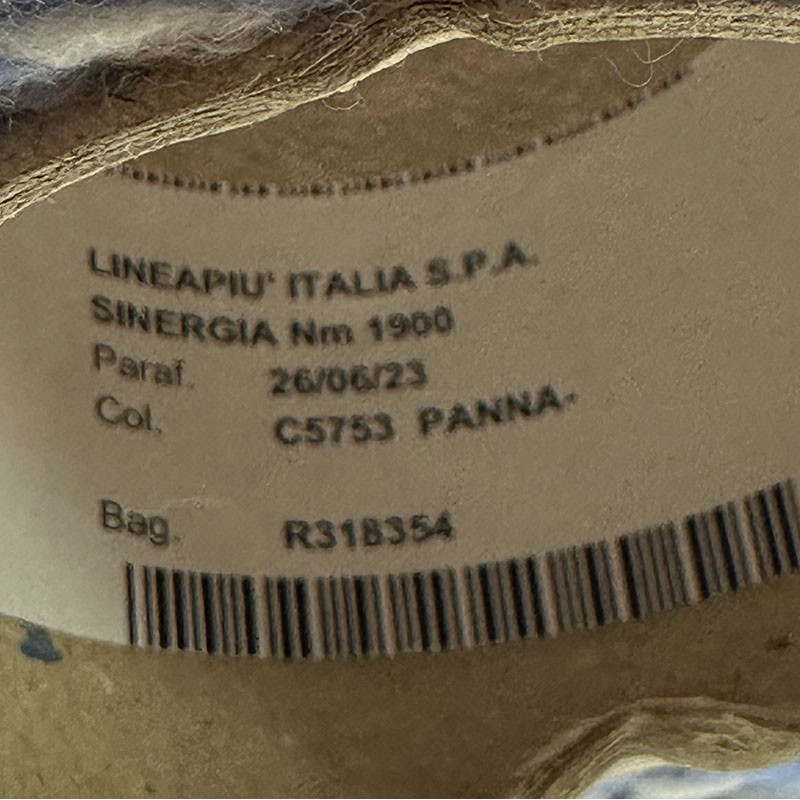 LINEAPIU' ITALIA S.P.A.
SINERGIA Nm 1900
Paraf. 26/06/23
Col. C5753 PANNA-
Bag. R318354